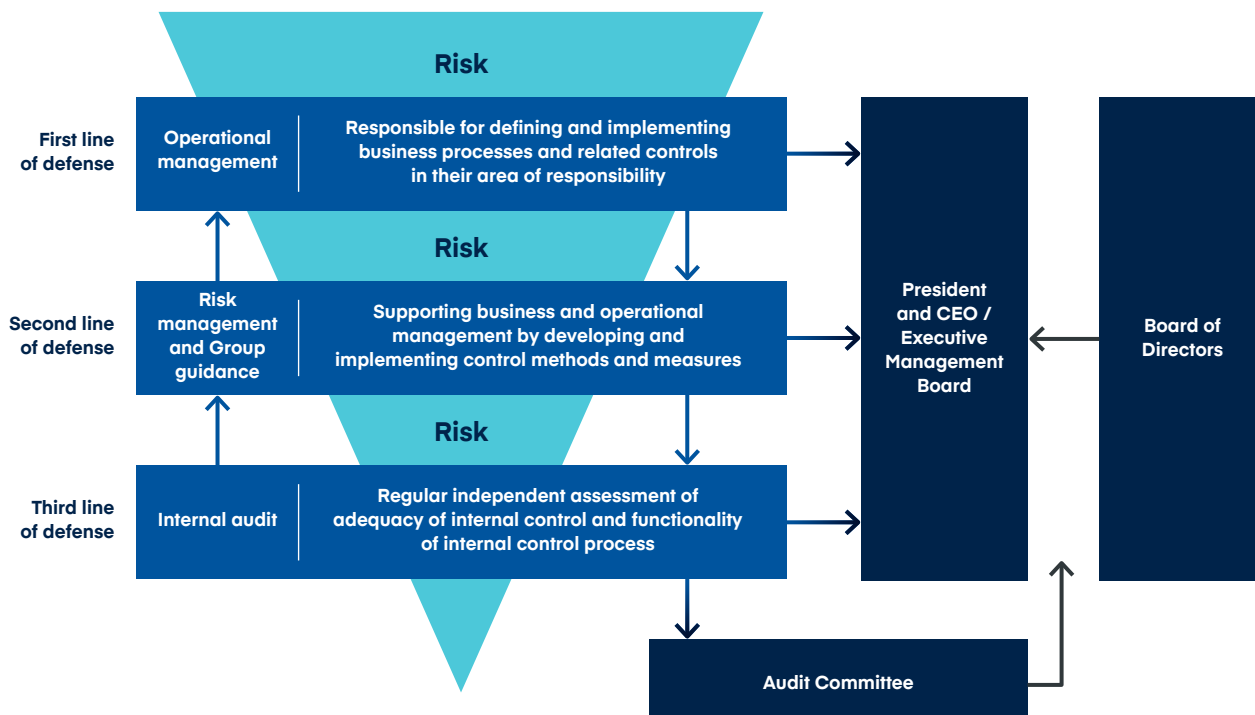 Risk
First line
of defense
Operational
management
Responsible for defining and implementing
business processes and related controls
in their area of responsibility
Risk
Second line
of defense
Risk
management
and Group
guidance
Supporting business and operational
management by developing and
implementing control methods and measures
Risk
Third line
of defense
Internal audit
Regular independent assessment of
adequacy of internal control and functionality
of internal control process
President
and CEO /
Executive
Management
Board
Board of
Directors
Audit Committee